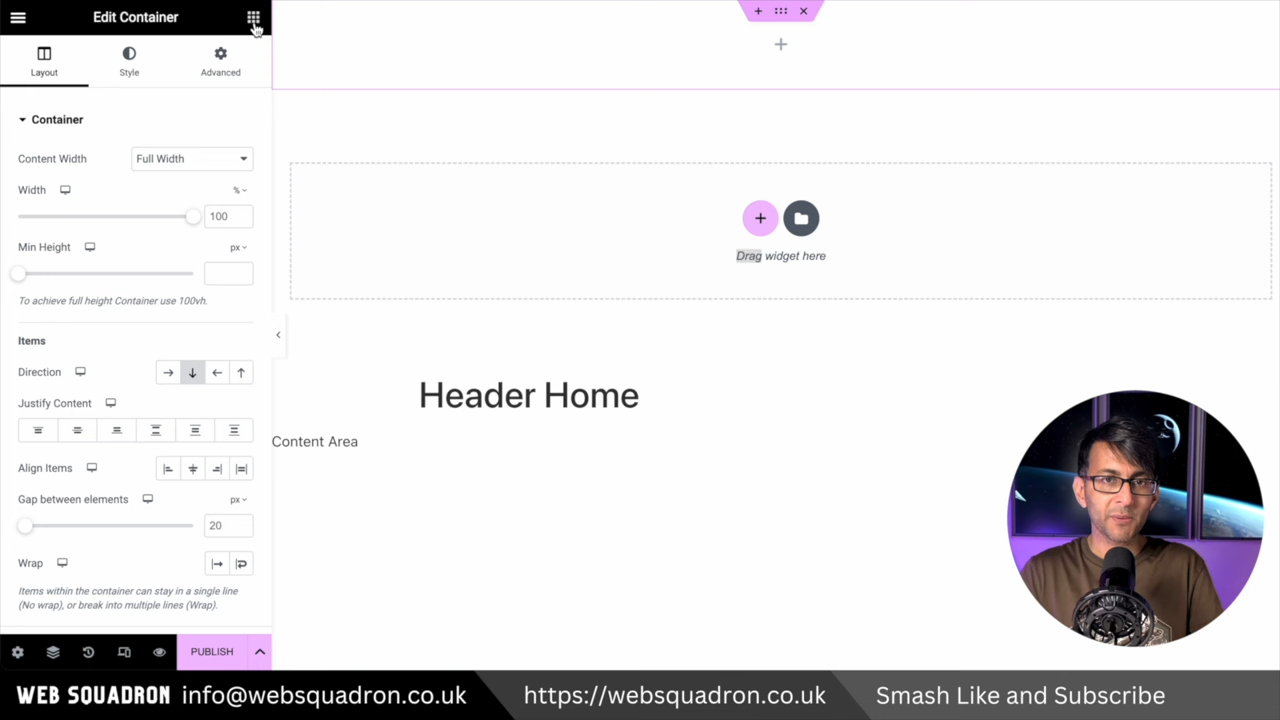 Edit Container
Layout
Style
Advanced
Container
Content Width
Full Width
Width
%
100
Min Height
px
To achieve full height Container use 100vh.
Items
Direction
Justify Content
Align Items
Gap between elements
px
20
Wrap
Items within the container can stay in a single line
(No wrap), or break into multiple lines (Wrap).
PUBLISH
Drag widget here
Header Home
Content Area
WEB SQUADRON info@websquadron.co.uk
https://websquadron.co.uk
Smash Like and Subscribe